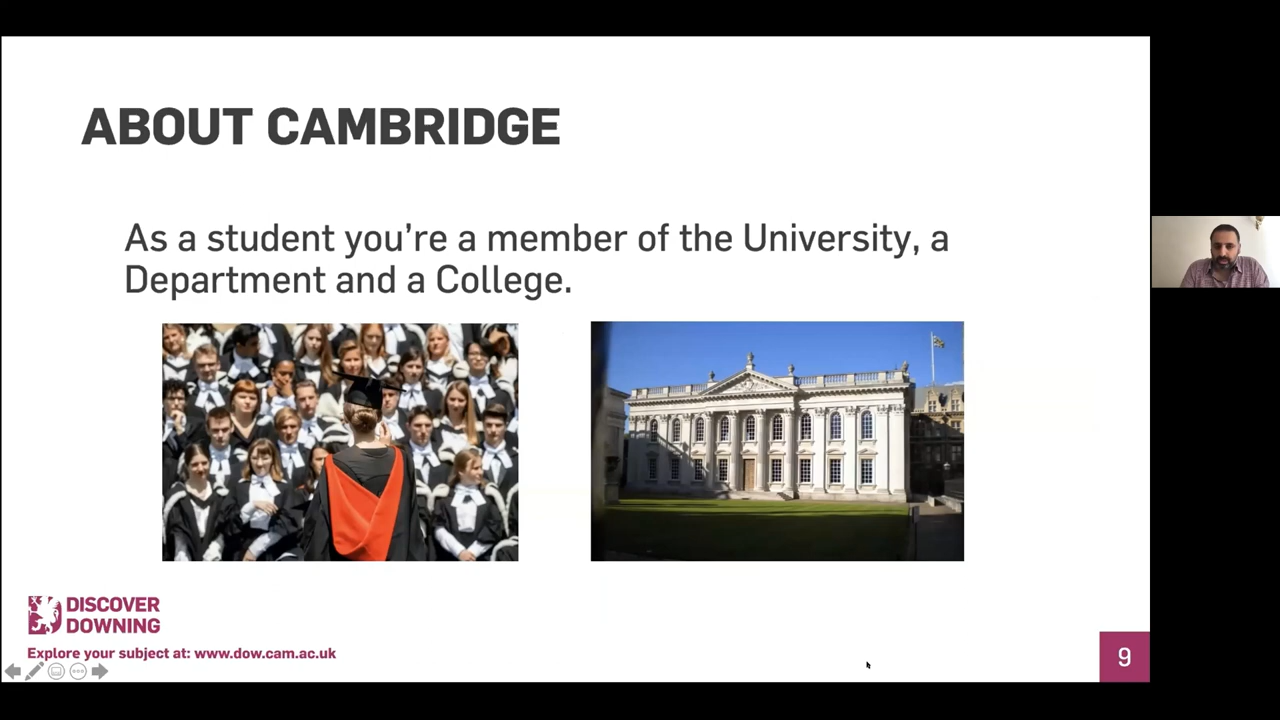 ABOUT CAMBRIDGE
As a student you're a member of the University, a
Department and a College.
DISCOVER
DOWNING
Explore your subject at: www.dow.cam.ac.uk
9